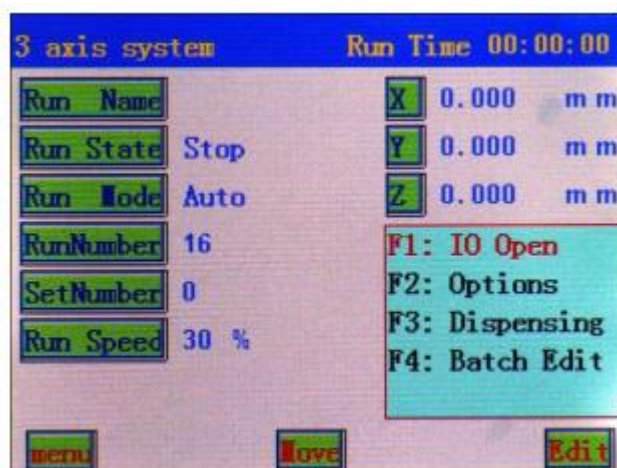 3 axis system Run Time 00:00:00
Run Name X 0.000 mm
Run State Stop Y 0.000 mm
Run Mode Auto Z 0.000 mm
RunNumber 16
SetNumber 0
Run Speed 30 %
F1: IO Open
F2: Options
F3: Dispensing
F4: Batch Edit
menu Move Edit